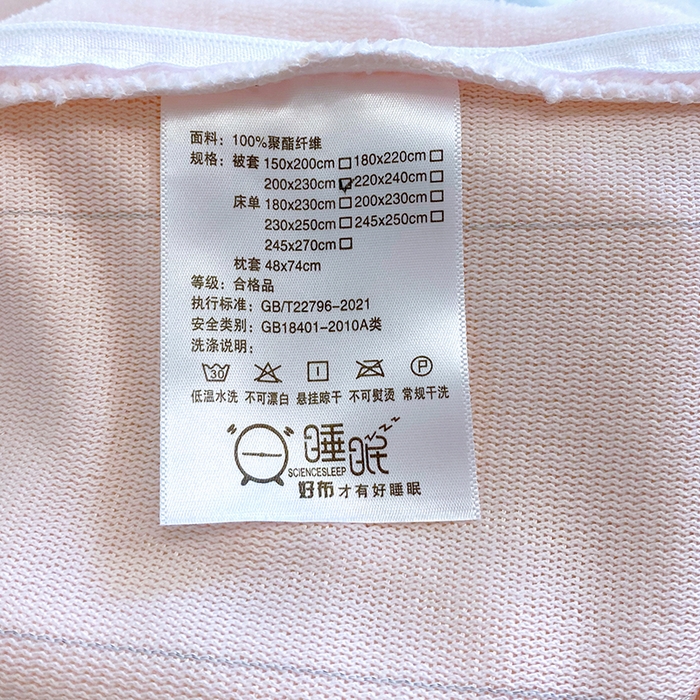 面料：100%聚酯纤维
规格：被套 150x200cm□180x220cm□
200x230cm☑220x240cm□
床单 180x230cm□200x230cm□
230x250cm□245x250cm□
245x270cm□
枕套 48x74cm
等级：合格品
执行标准：GB/T22796-2021
安全类别：GB18401-2010A类
洗涤说明：
30 P
低温水洗 不可漂白 悬挂晾干 不可熨烫 常规干洗
睡眠
SCIENCESLEEP
好布才有好睡眠